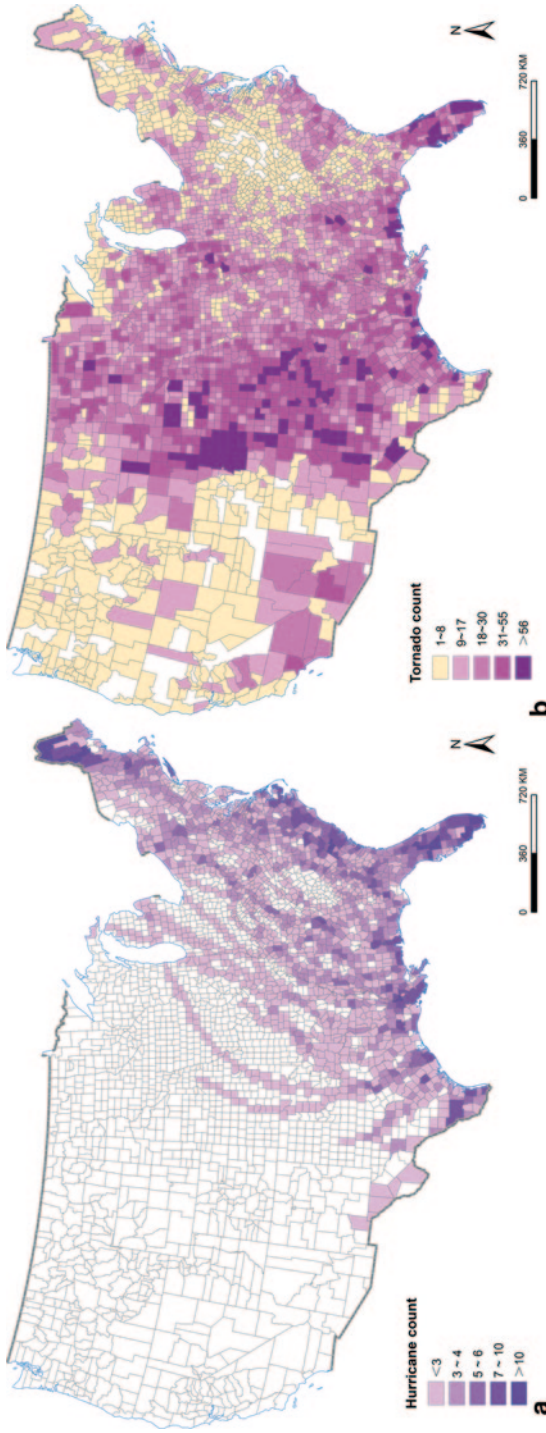 Hurricane count
<3
3 ~ 4
5 ~ 6
7 ~ 10
>10
N
0 360 720 KM
a
Tornado count
1~8
9~17
18~30
31~55
>56
N
0 360 720 KM
b